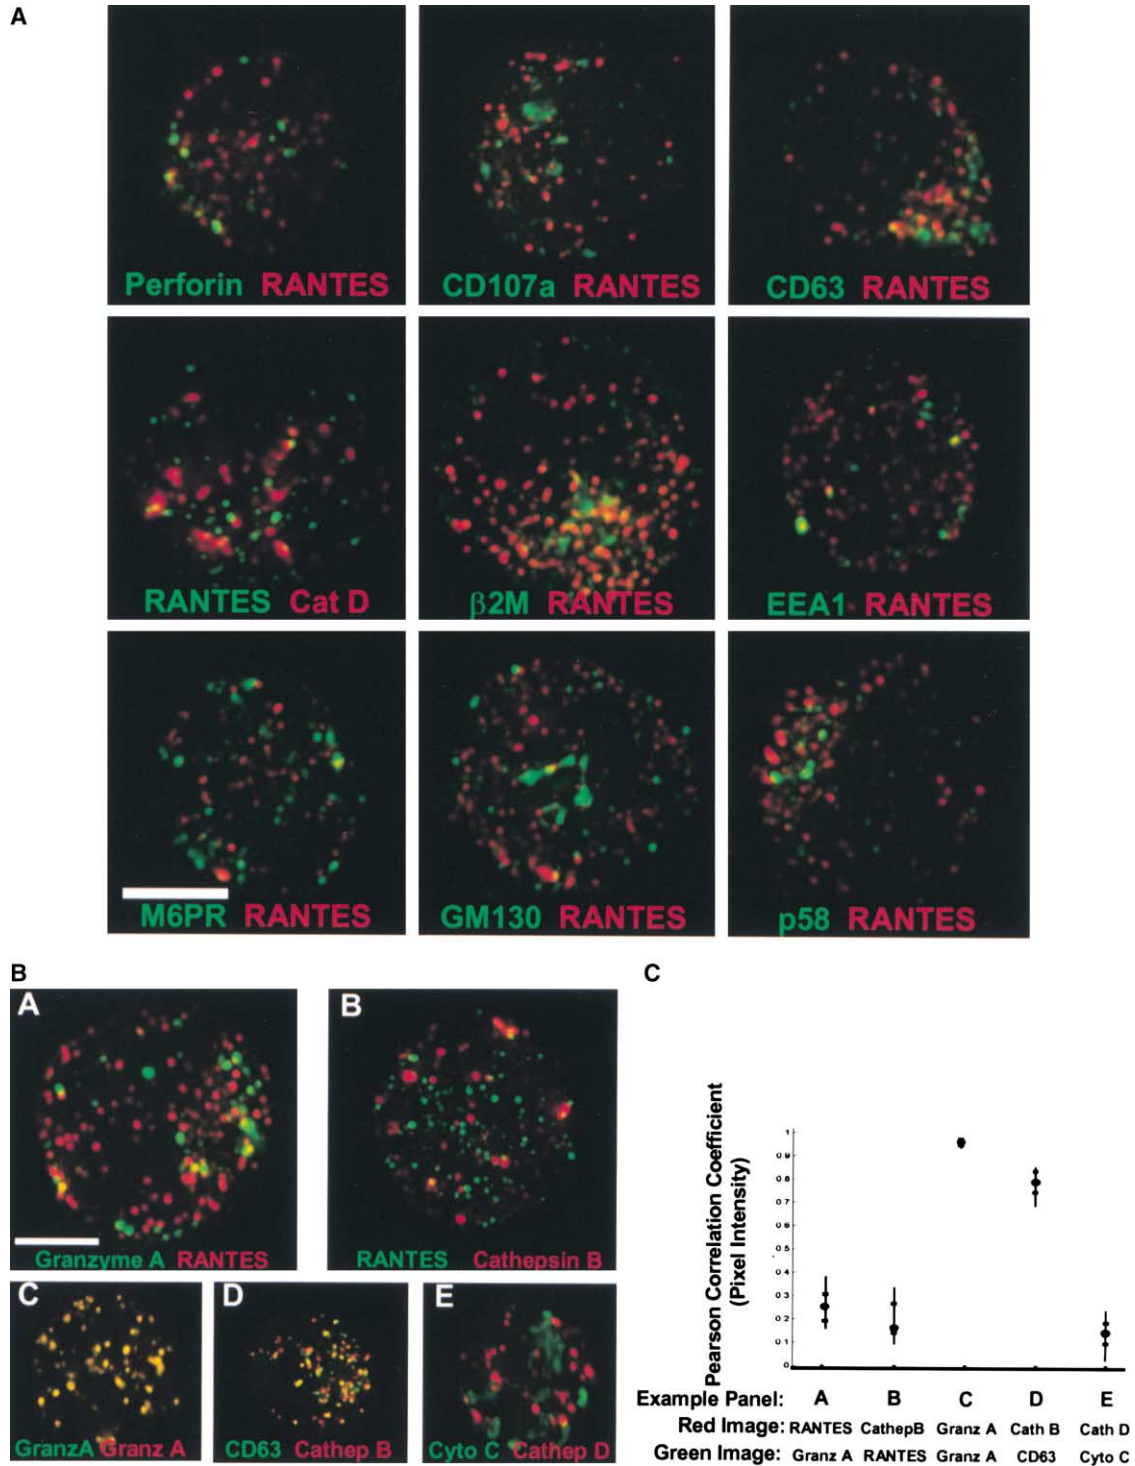 A
Perforin RANTES
CD107a RANTES
CD63 RANTES
RANTES Cat D
β2M RANTES
EEA1 RANTES
M6PR RANTES
GM130 RANTES
p58 RANTES
B
A
Granzyme A RANTES
B
RANTES Cathepsin B
C
GranzA Granz A
D
CD63 Cathep B
E
Cyto C Cathep D
C
Pearson Correlation Coefficient
(Pixel Intensity)
1
0 9
0.8
0.7
0 6
0 5
0 4
0 3
0 2
0 1
0
Example Panel: A B C D E
Red Image: RANTES CathepB Granz A Cath B Cath D
Green Image: Granz A RANTES Granz A CD63 Cyto C